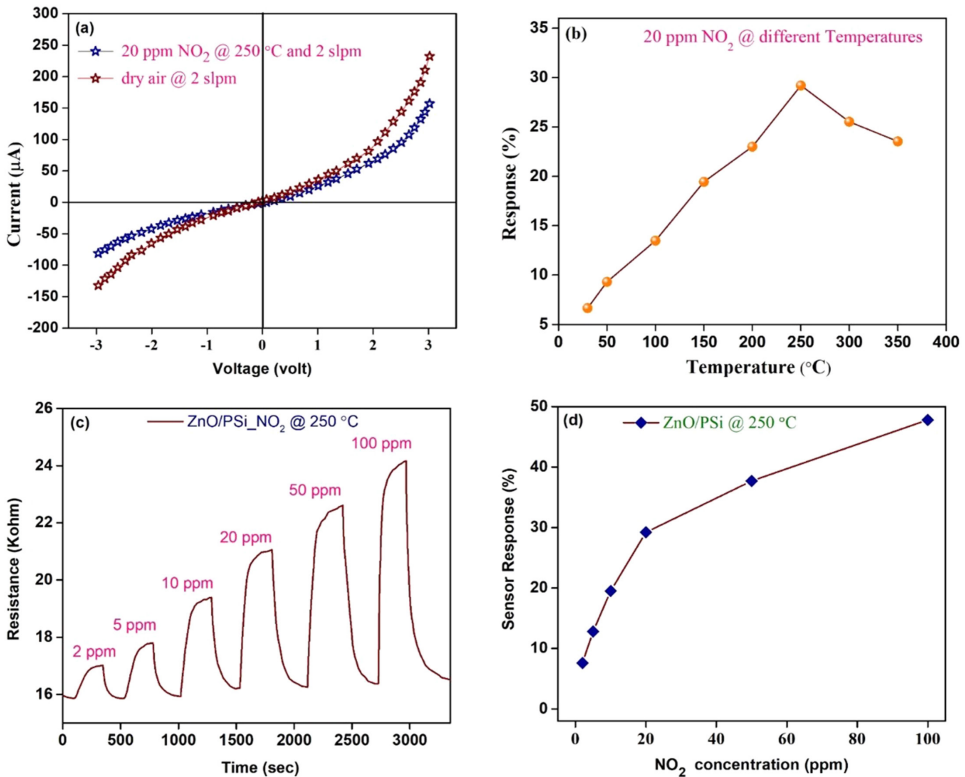 (a)
20 ppm NO2 @ 250 °C and 2 slpm
dry air @ 2 slpm
Current (μA)
300
250
200
150
100
50
0
-50
-100
-150
-200
-3 -2 -1 0 1 2 3
Voltage (volt)
(b)
20 ppm NO2 @ different Temperatures
Response (%)
35
30
25
20
15
10
5
0 50 100 150 200 250 300 350 400
Temperature (°C)
(c)
ZnO/PSi_NO2 @ 250 °C
Resistance (Kohm)
26
24
22
20
18
16
2 ppm
5 ppm
10 ppm
20 ppm
50 ppm
100 ppm
0 500 1000 1500 2000 2500 3000
Time (sec)
(d)
ZnO/PSi @ 250 °C
Sensor Response (%)
50
40
30
20
10
0
0 20 40 60 80 100
NO2 concentration (ppm)